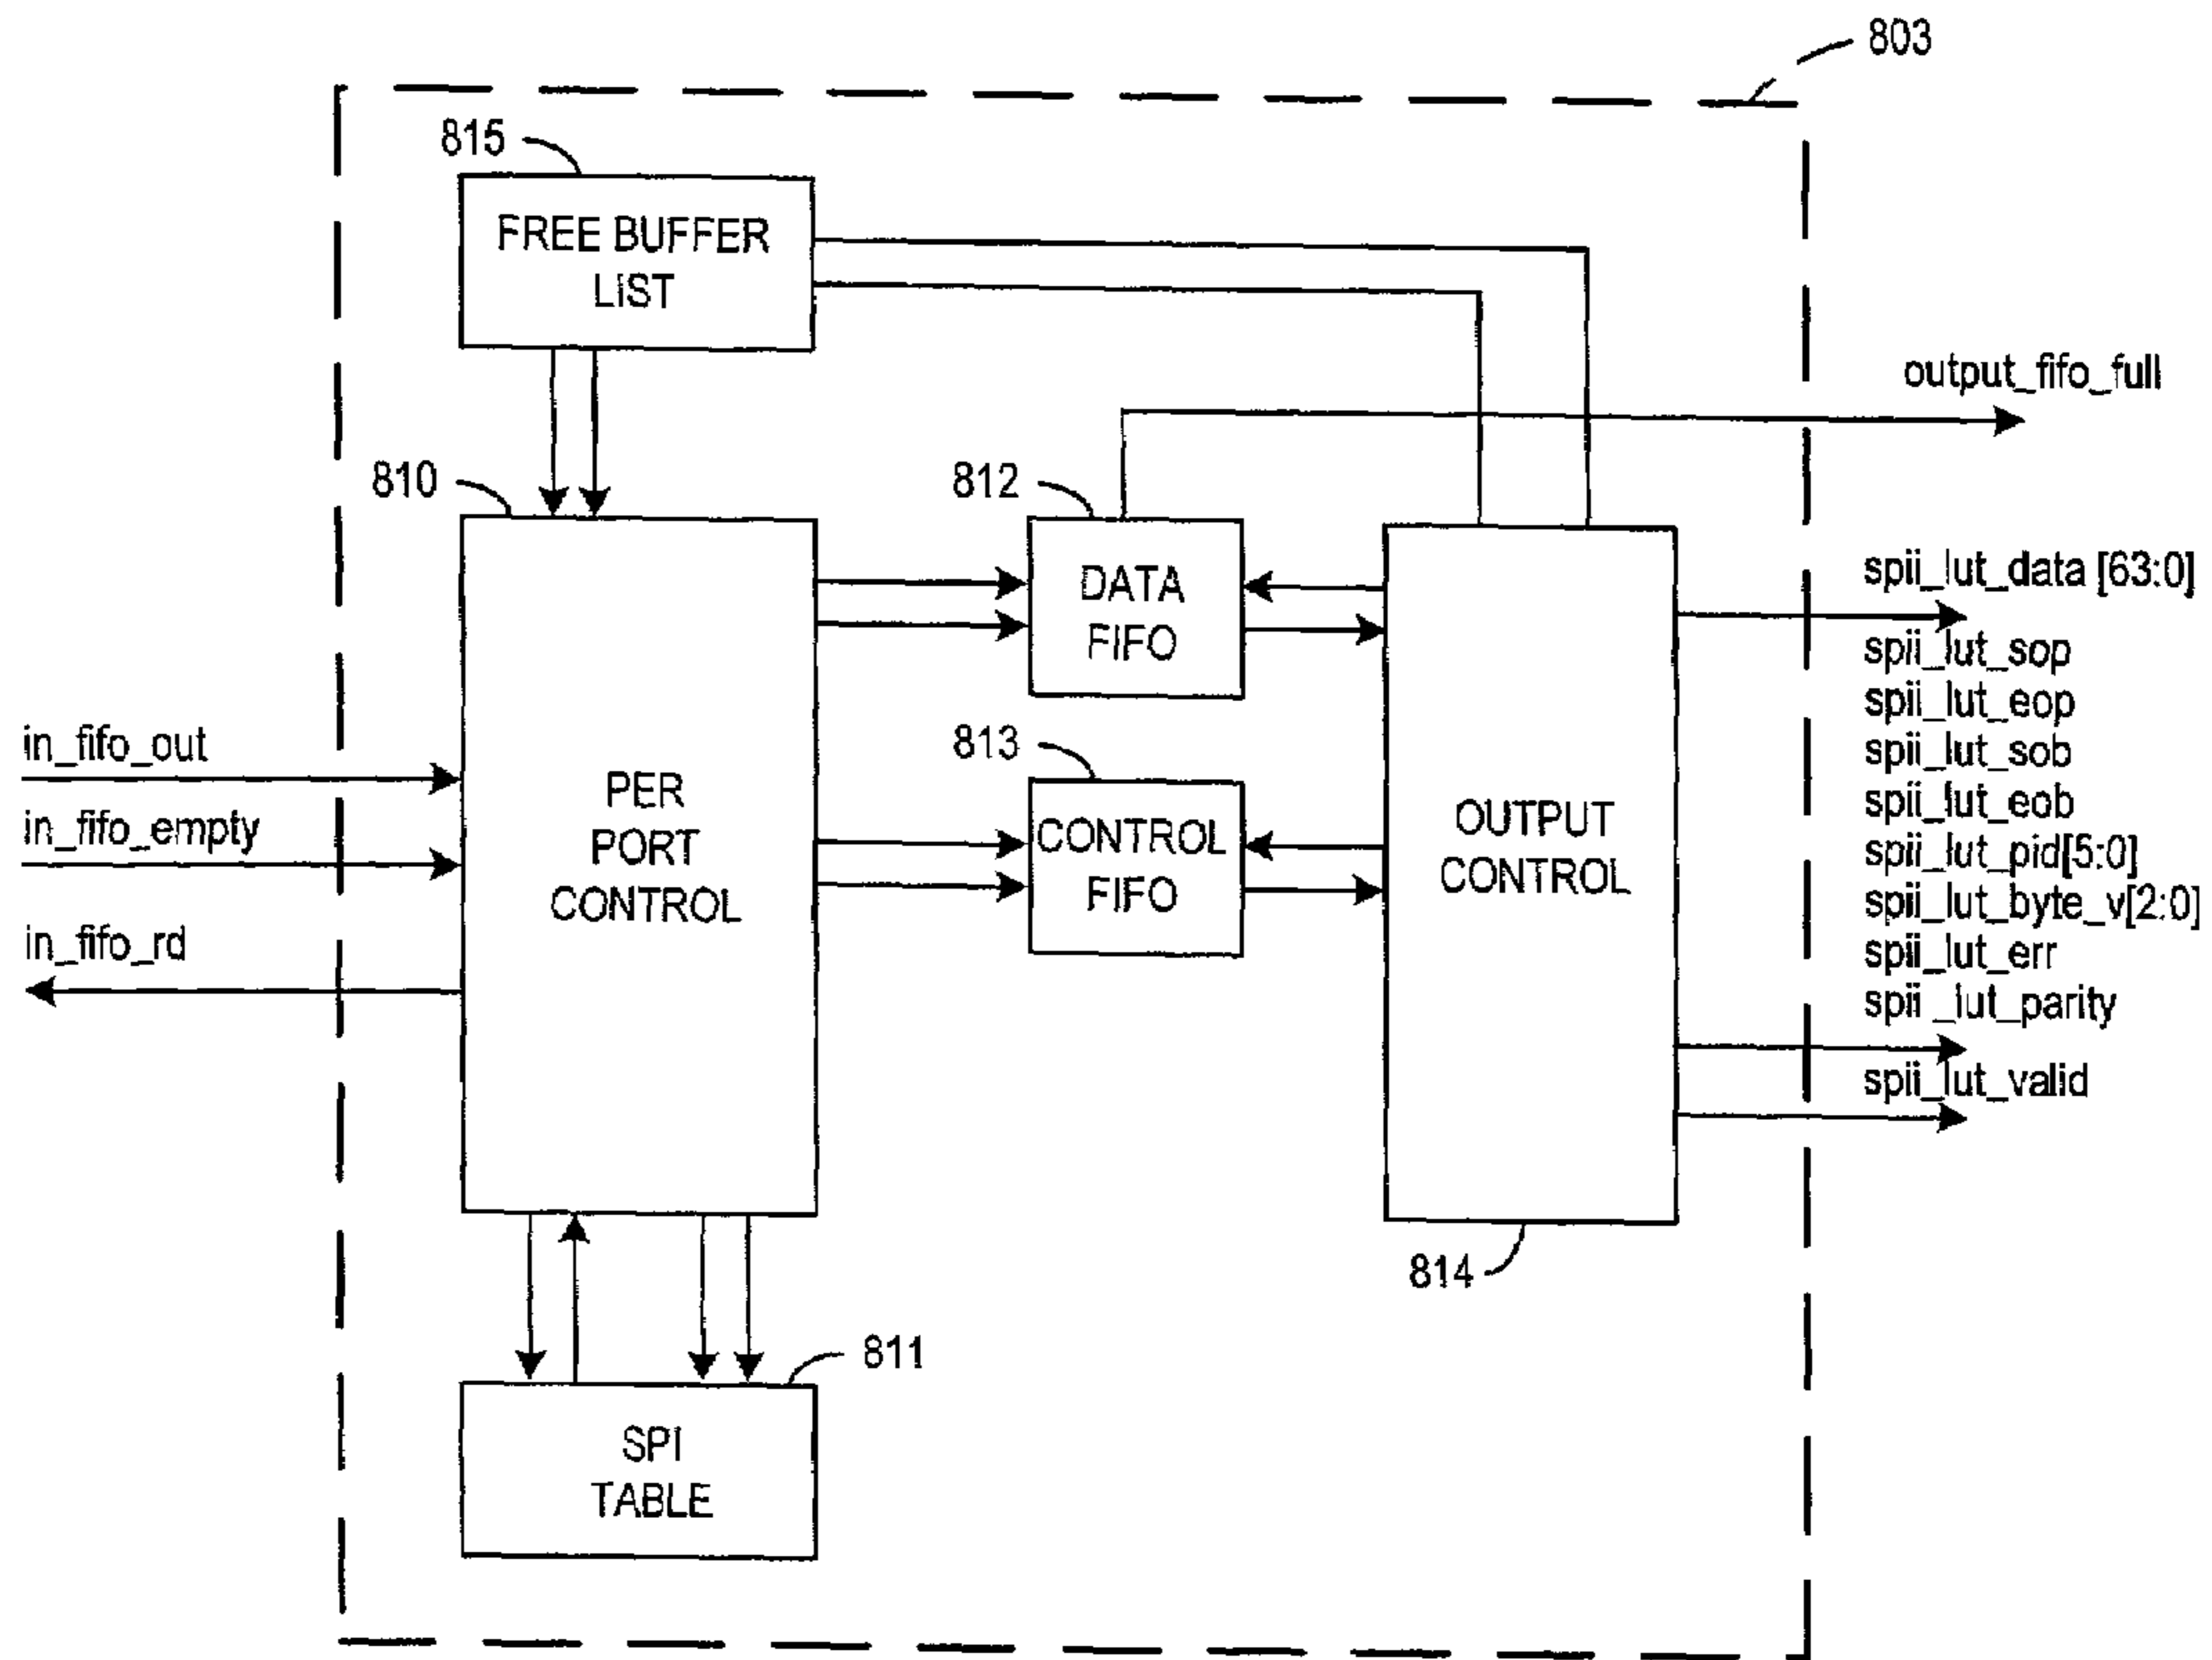 803
815
FREE BUFFER
LIST
output_fifo_full
810
812
DATA
FIFO
spii_lut_data [63:0]
spii_lut_sop
spii_lut_eop
spii_lut_sob
spii_lut_eob
spii_lut_pid[5:0]
spii_lut_byte_v[2:0]
spii_lut_err
spii _lut_parity
spii_lut_valid
in_fifo_out
in_fifo_empty
in_fifo_rd
PER
PORT
CONTROL
813
CONTROL
FIFO
OUTPUT
CONTROL
814
811
SPI
TABLE